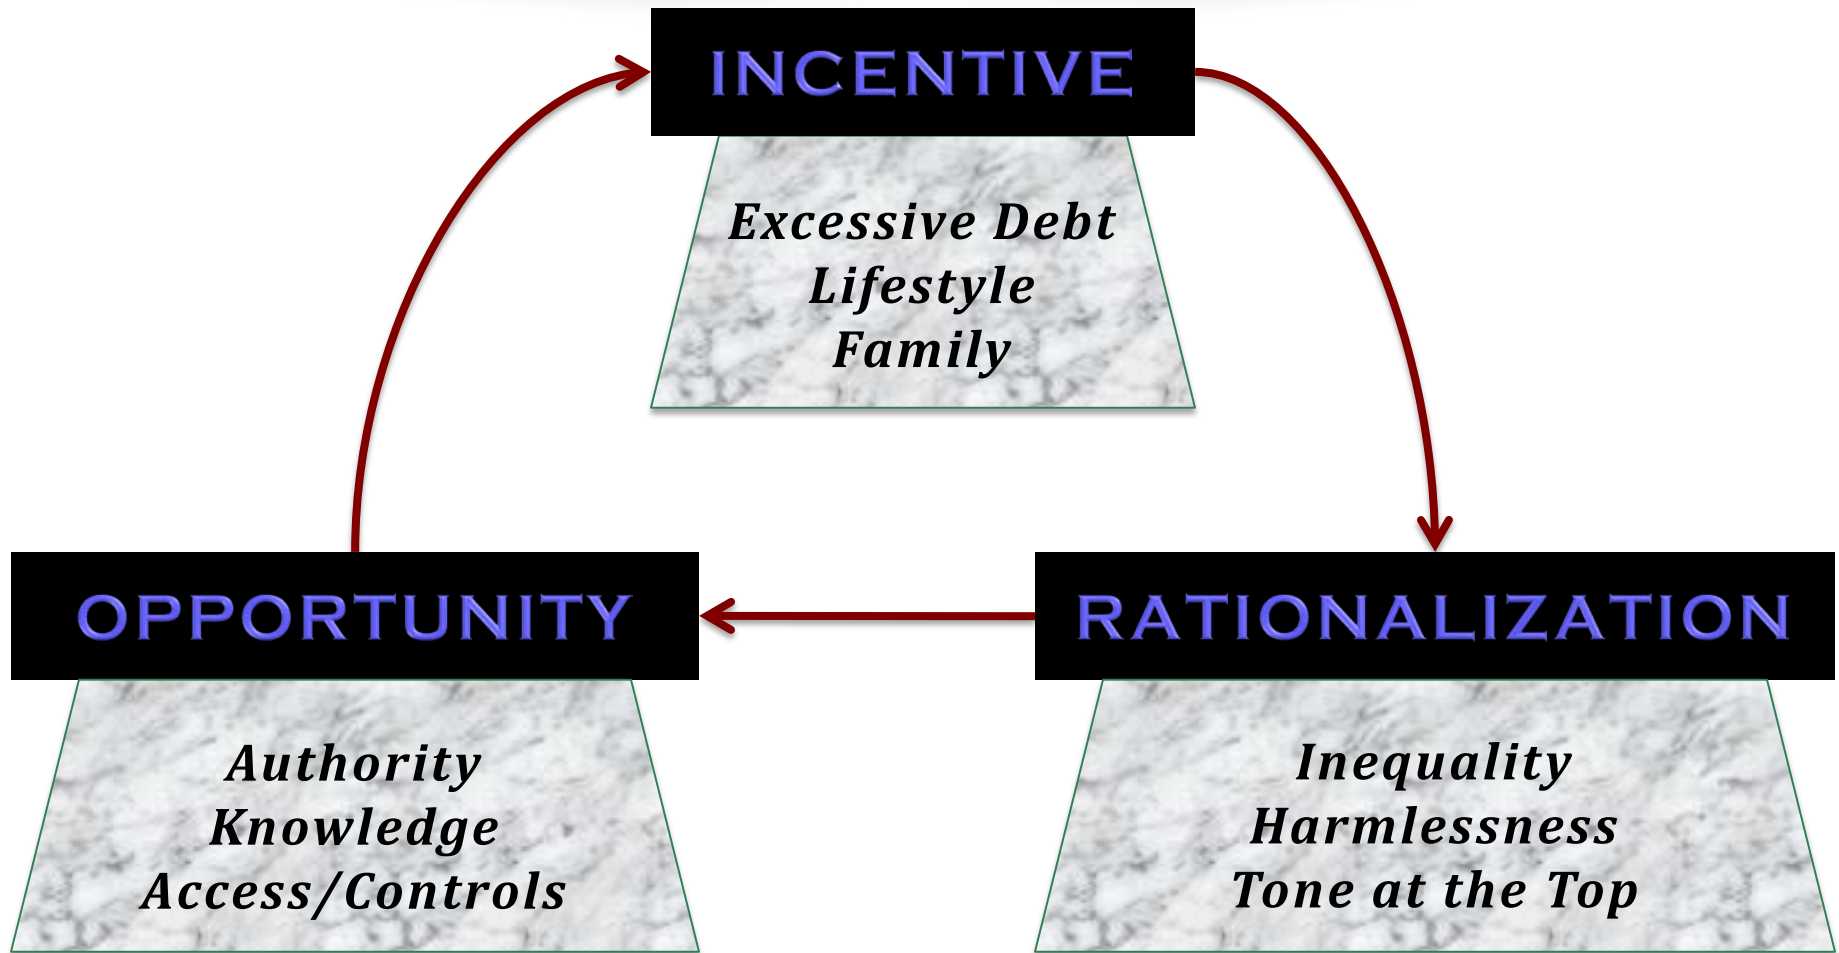 INCENTIVE
Excessive Debt
Lifestyle
Family
OPPORTUNITY
Authority
Knowledge
Access/Controls
RATIONALIZATION
Inequality
Harmlessness
Tone at the Top